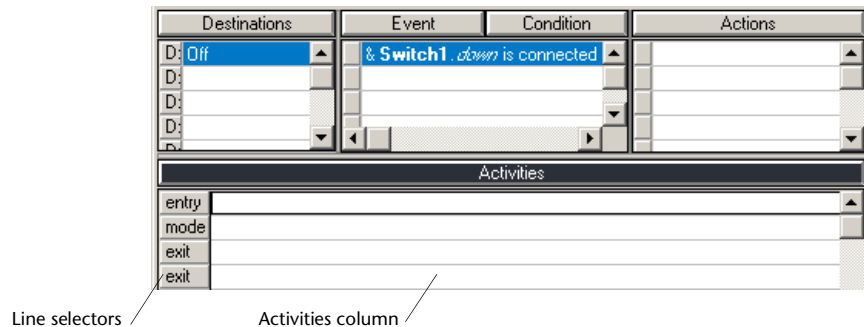 Destinations Event Condition Actions
D: Off & Switch1. down is connected
D:
D:
D:
D:
Activities
entry
mode
exit
exit
Line selectors Activities column